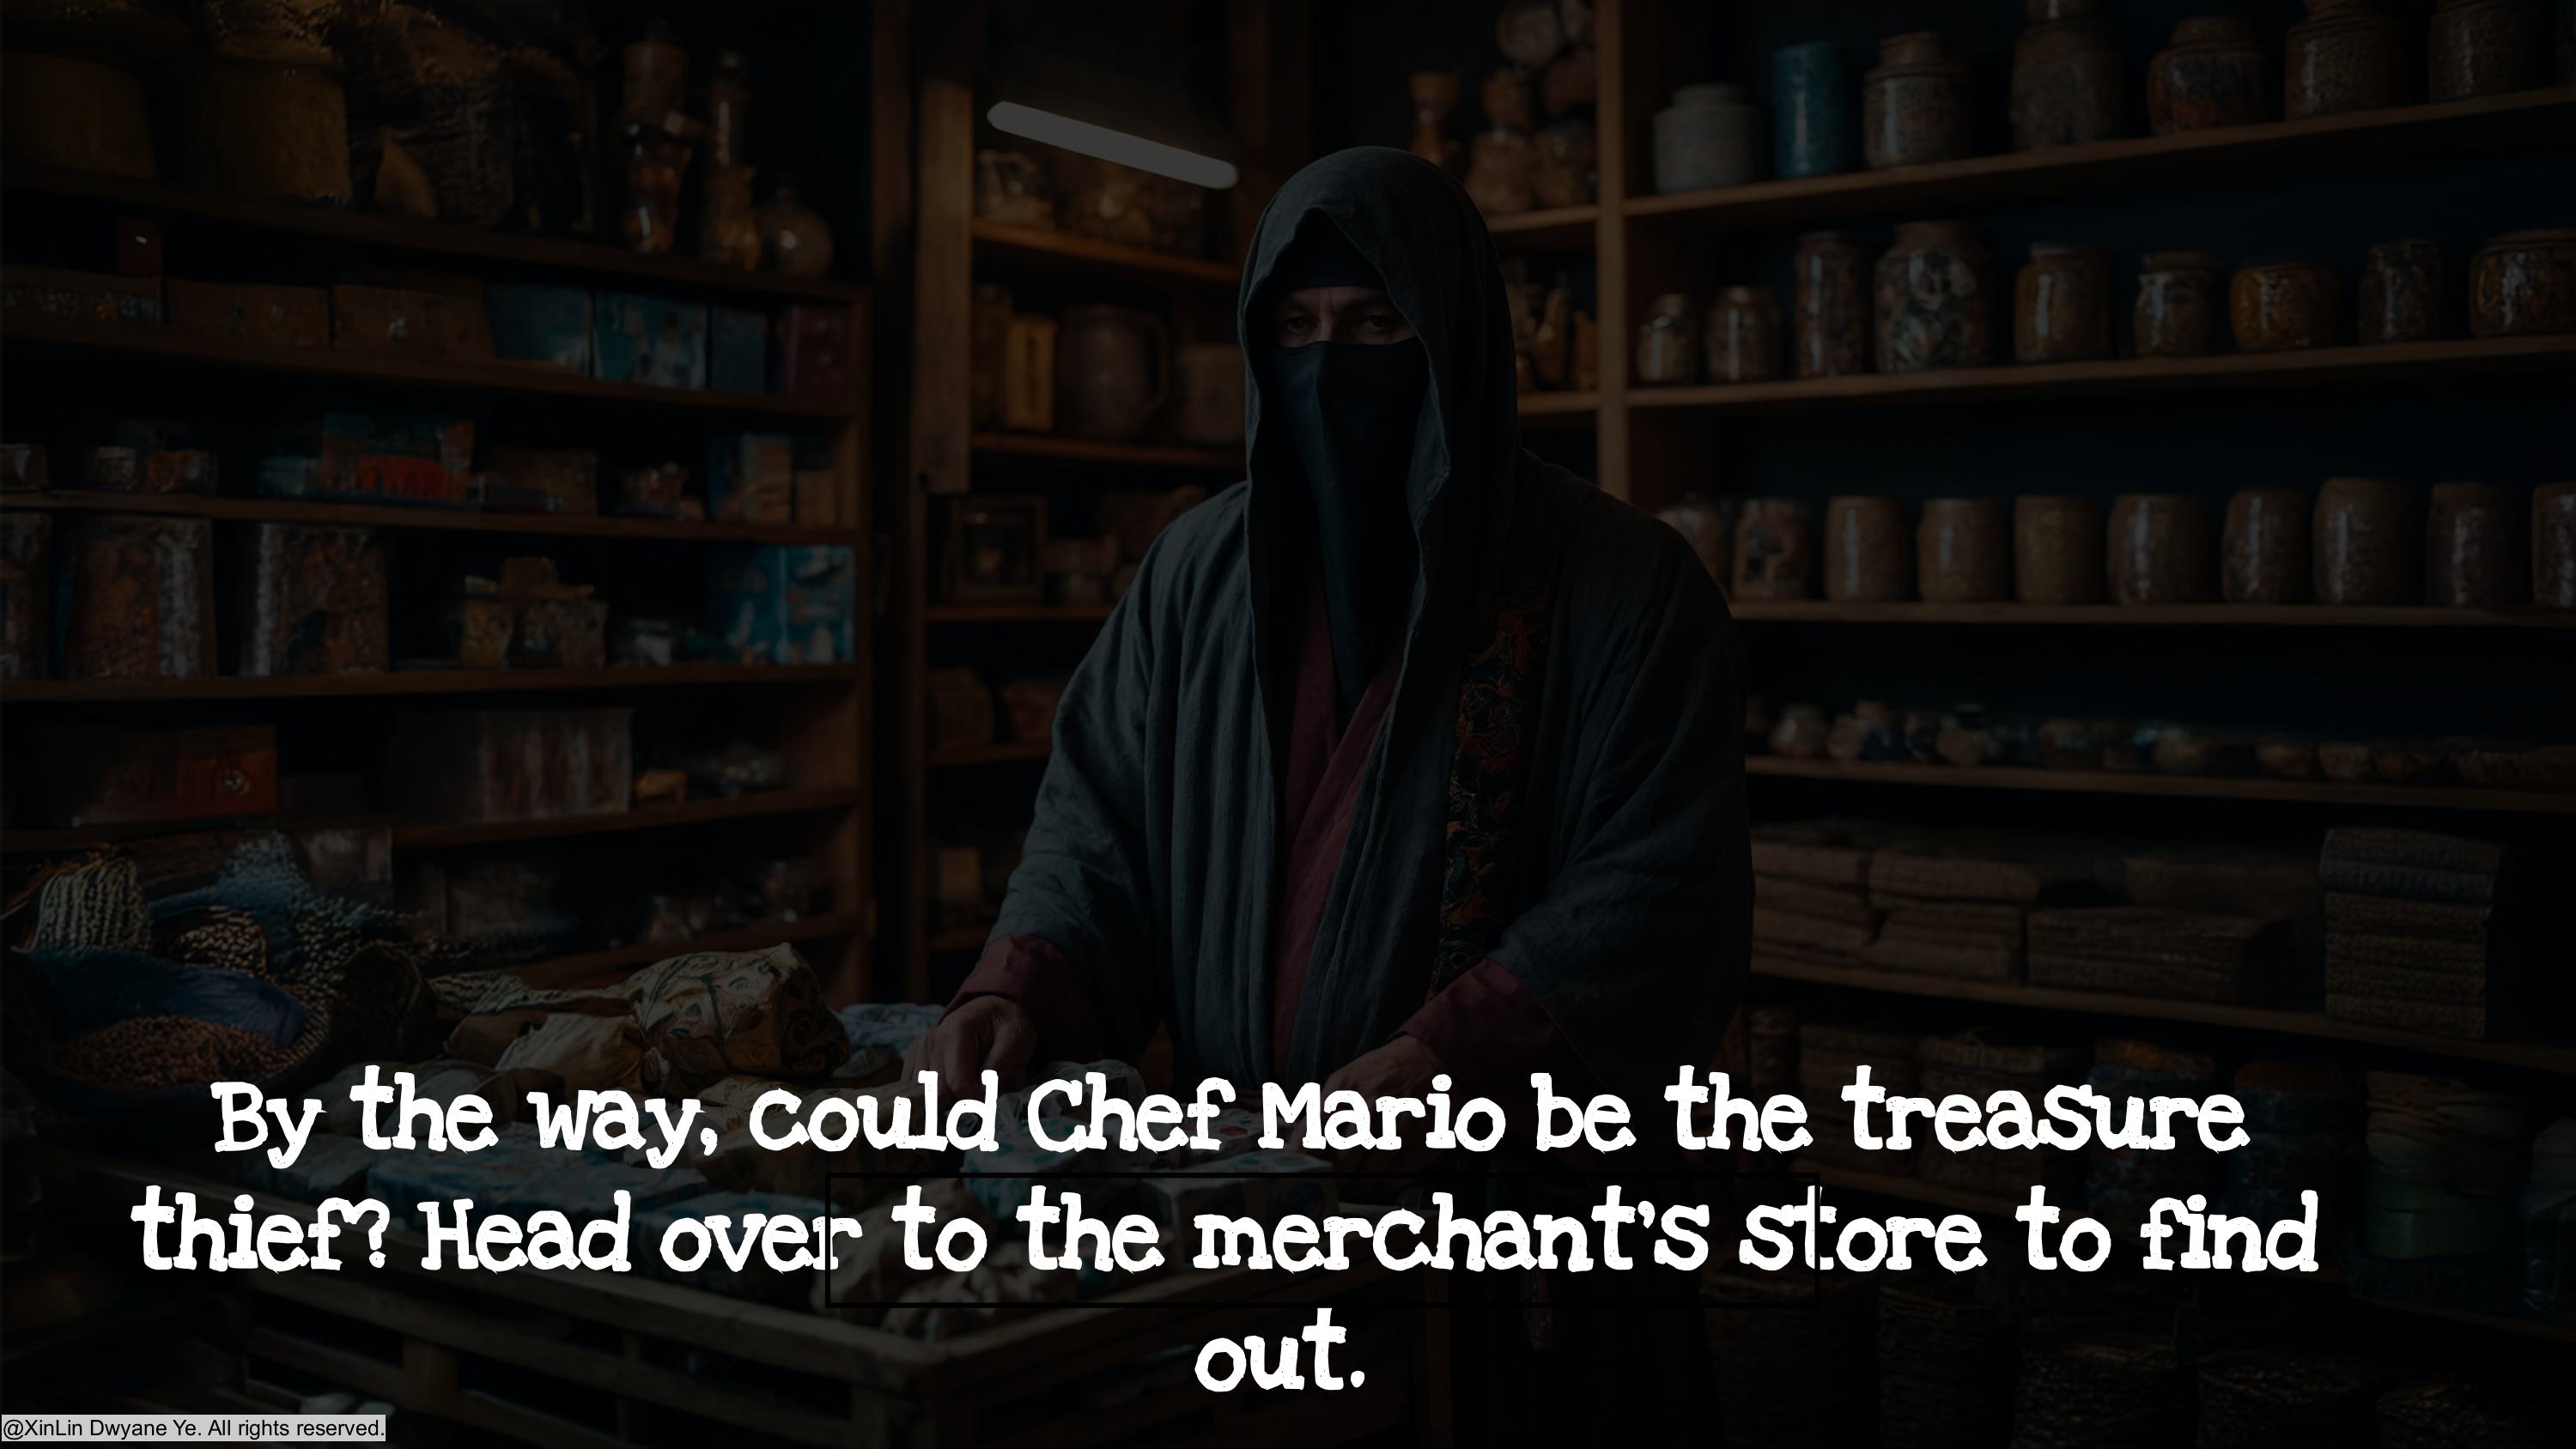 By the way, could Chef Mario be the treasure
thief? Head over to the merchant's store to find
out.
@XinLin Dwyane Ye. All rights reserved.